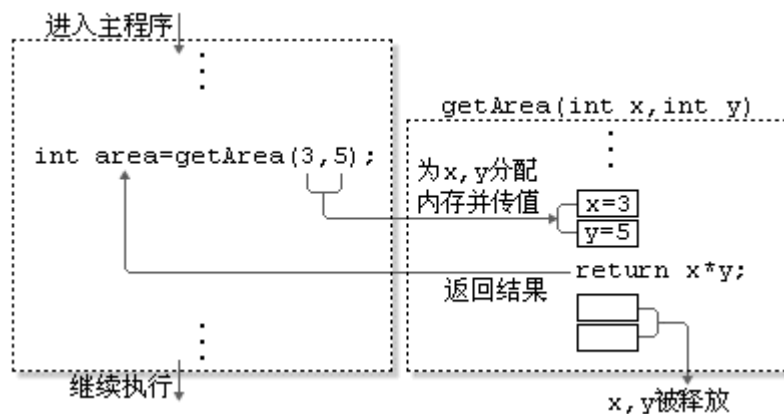 进入主程序
int area=getArea(3,5);
继续执行
getArea(int x,int y)
为x,y分配
内存并传值
x=3
y=5
return x*y;
返回结果
x,y被释放